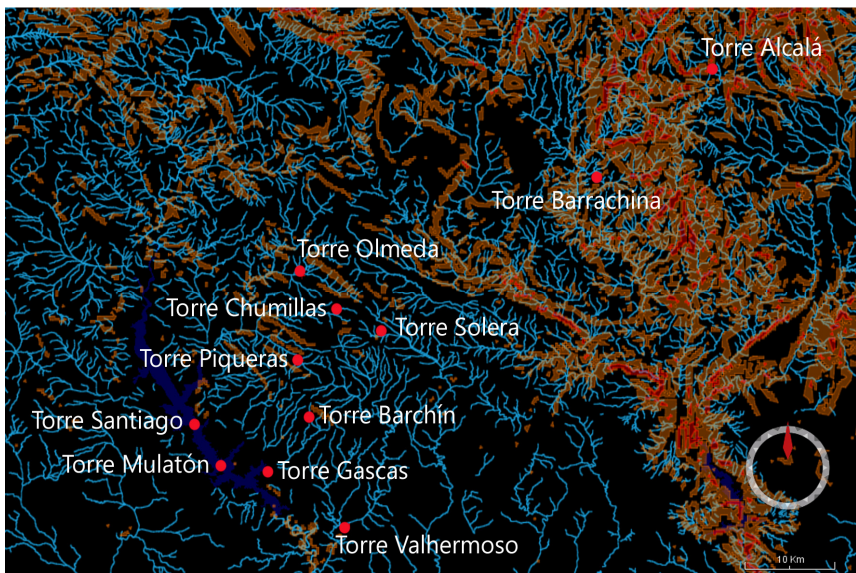 Torre Alcalá
Torre Barrachina
Torre Olmeda
Torre Chumillas
Torre Solera
Torre Piqueras
Torre Santiago
Torre Barchín
Torre Mulatón
Torre Gascas
Torre Valhermoso
10 Km